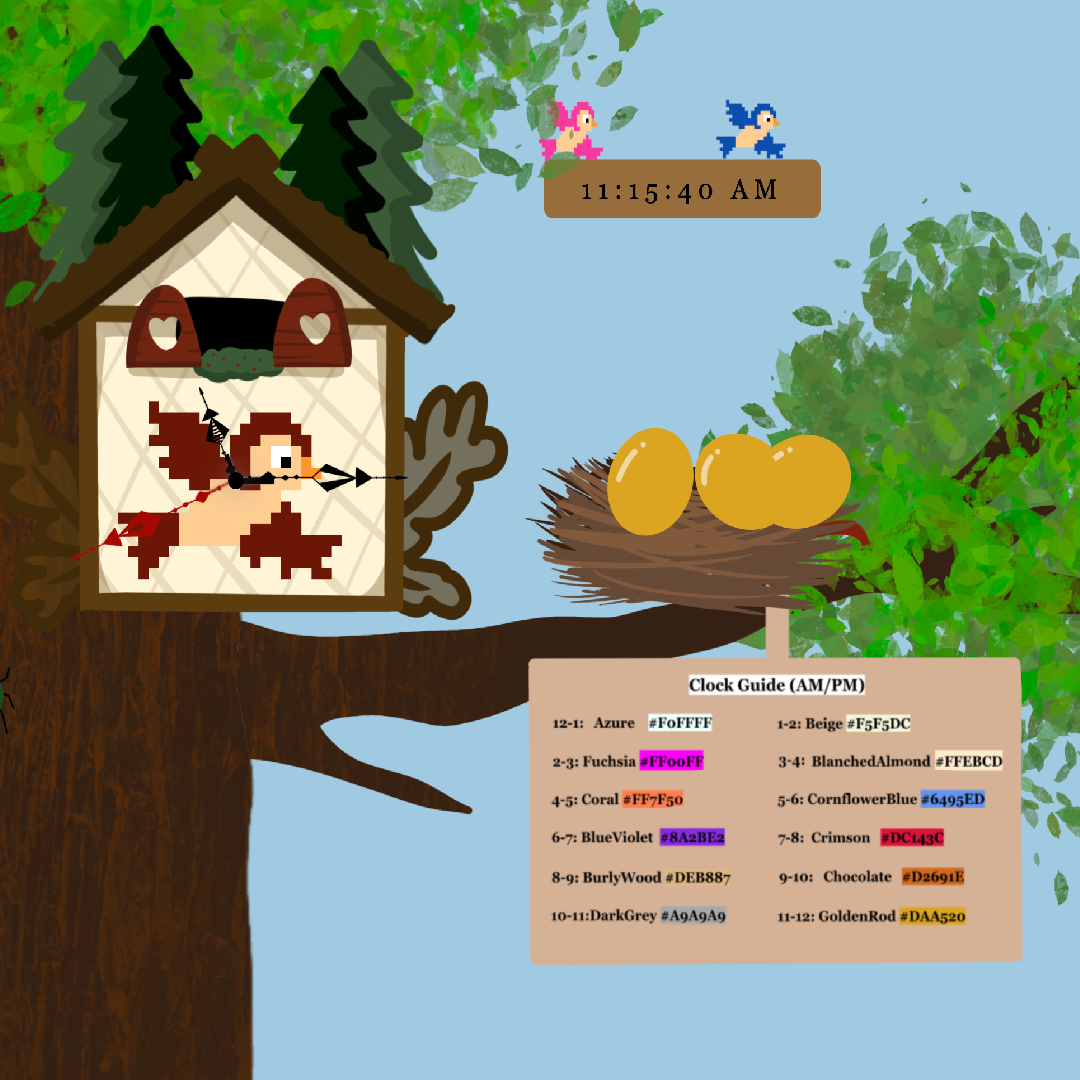 11:15:40 AM
Clock Guide (AM/PM)
12-1: Azure #F0FFFF
1-2: Beige #F5F5DC
2-3: Fuchsia #FF00FF
3-4: BlanchedAlmond #FFEBCD
4-5: Coral #FF7F50
5-6: CornflowerBlue #6495ED
6-7: BlueViolet #8A2BE2
7-8: Crimson #DC143C
8-9: BurlyWood #DEB887
9-10: Chocolate #D2691E
10-11:DarkGrey #A9A9A9
11-12: GoldenRod #DAA520